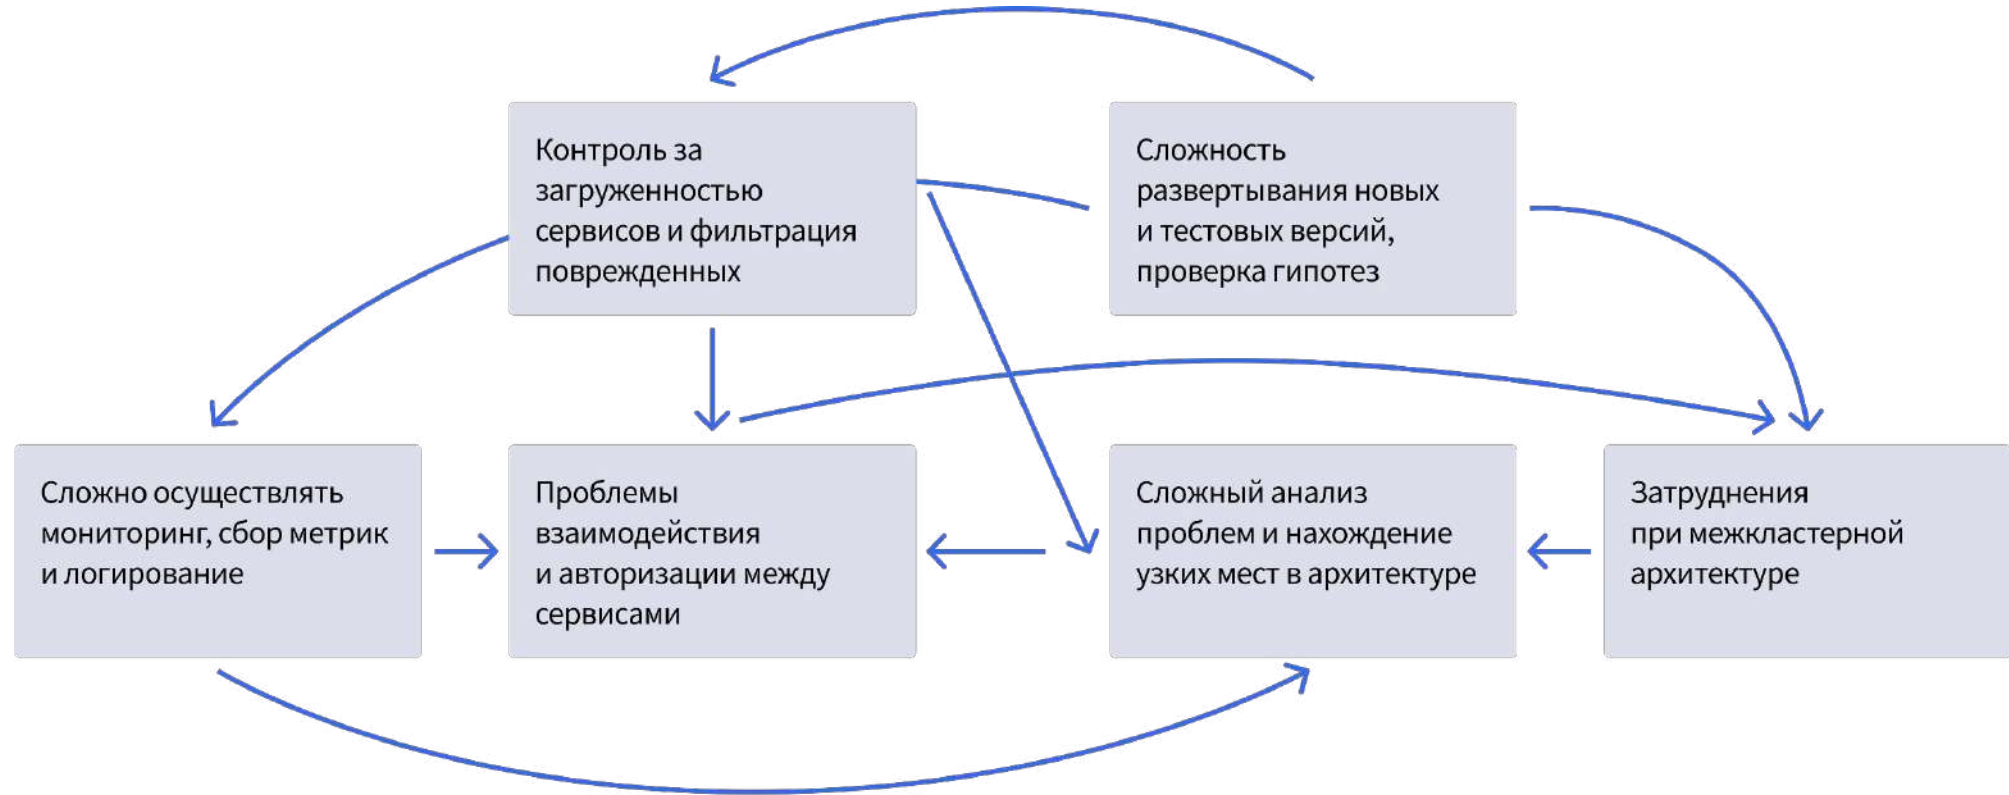 Контроль за
загруженностью
сервисов и фильтрация
поврежденных
Сложность
развертывания новых
и тестовых версий,
проверка гипотез
Сложно осуществлять
мониторинг, сбор метрик
и логирование
Проблемы
взаимодействия
и авторизации между
сервисами
Сложный анализ
проблем и нахождение
узких мест в архитектуре
Затруднения
при межкластерной
архитектуре